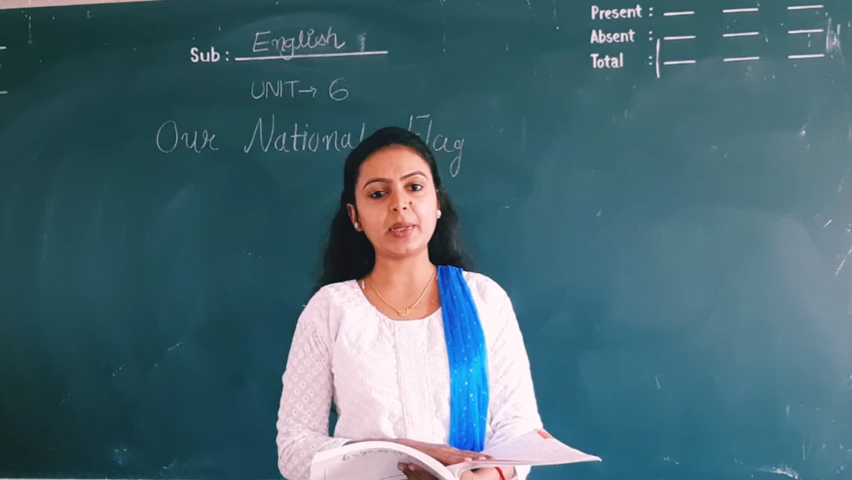 Sub : English
UNIT → 6
Our National Flag
Present :
Absent :
Total :